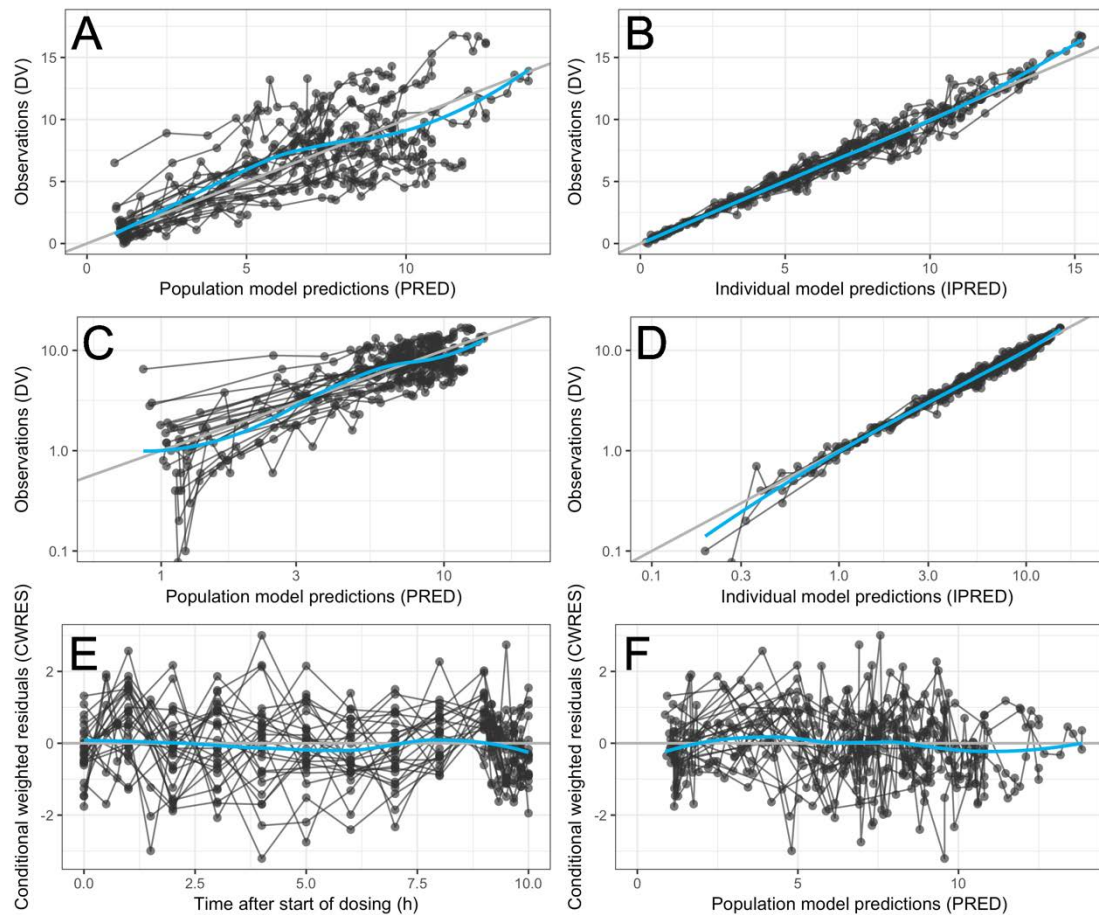 A
Observations (DV)
15
10
5
0
0
5
10
Population model predictions (PRED)
B
Observations (DV)
15
10
5
0
0
5
10
15
Individual model predictions (IPRED)
C
Observations (DV)
10.0
1.0
0.1
1
3
10
Population model predictions (PRED)
D
Observations (DV)
10.0
1.0
0.1
0.1
0.3
1.0
3.0
10.0
Individual model predictions (IPRED)
E
Conditional weighted residuals (CWRES)
2
0
-2
0.0
2.5
5.0
7.5
10.0
Time after start of dosing (h)
F
Conditional weighted residuals (CWRES)
2
0
-2
0
5
10
Population model predictions (PRED)